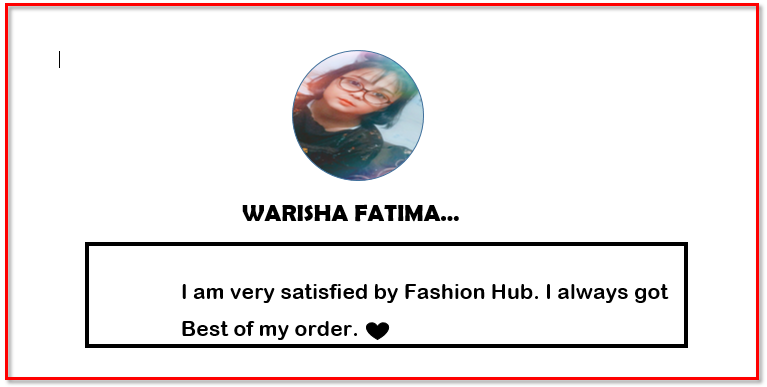 WARISHA FATIMA...
I am very satisfied by Fashion Hub. I always got
Best of my order. 🖤